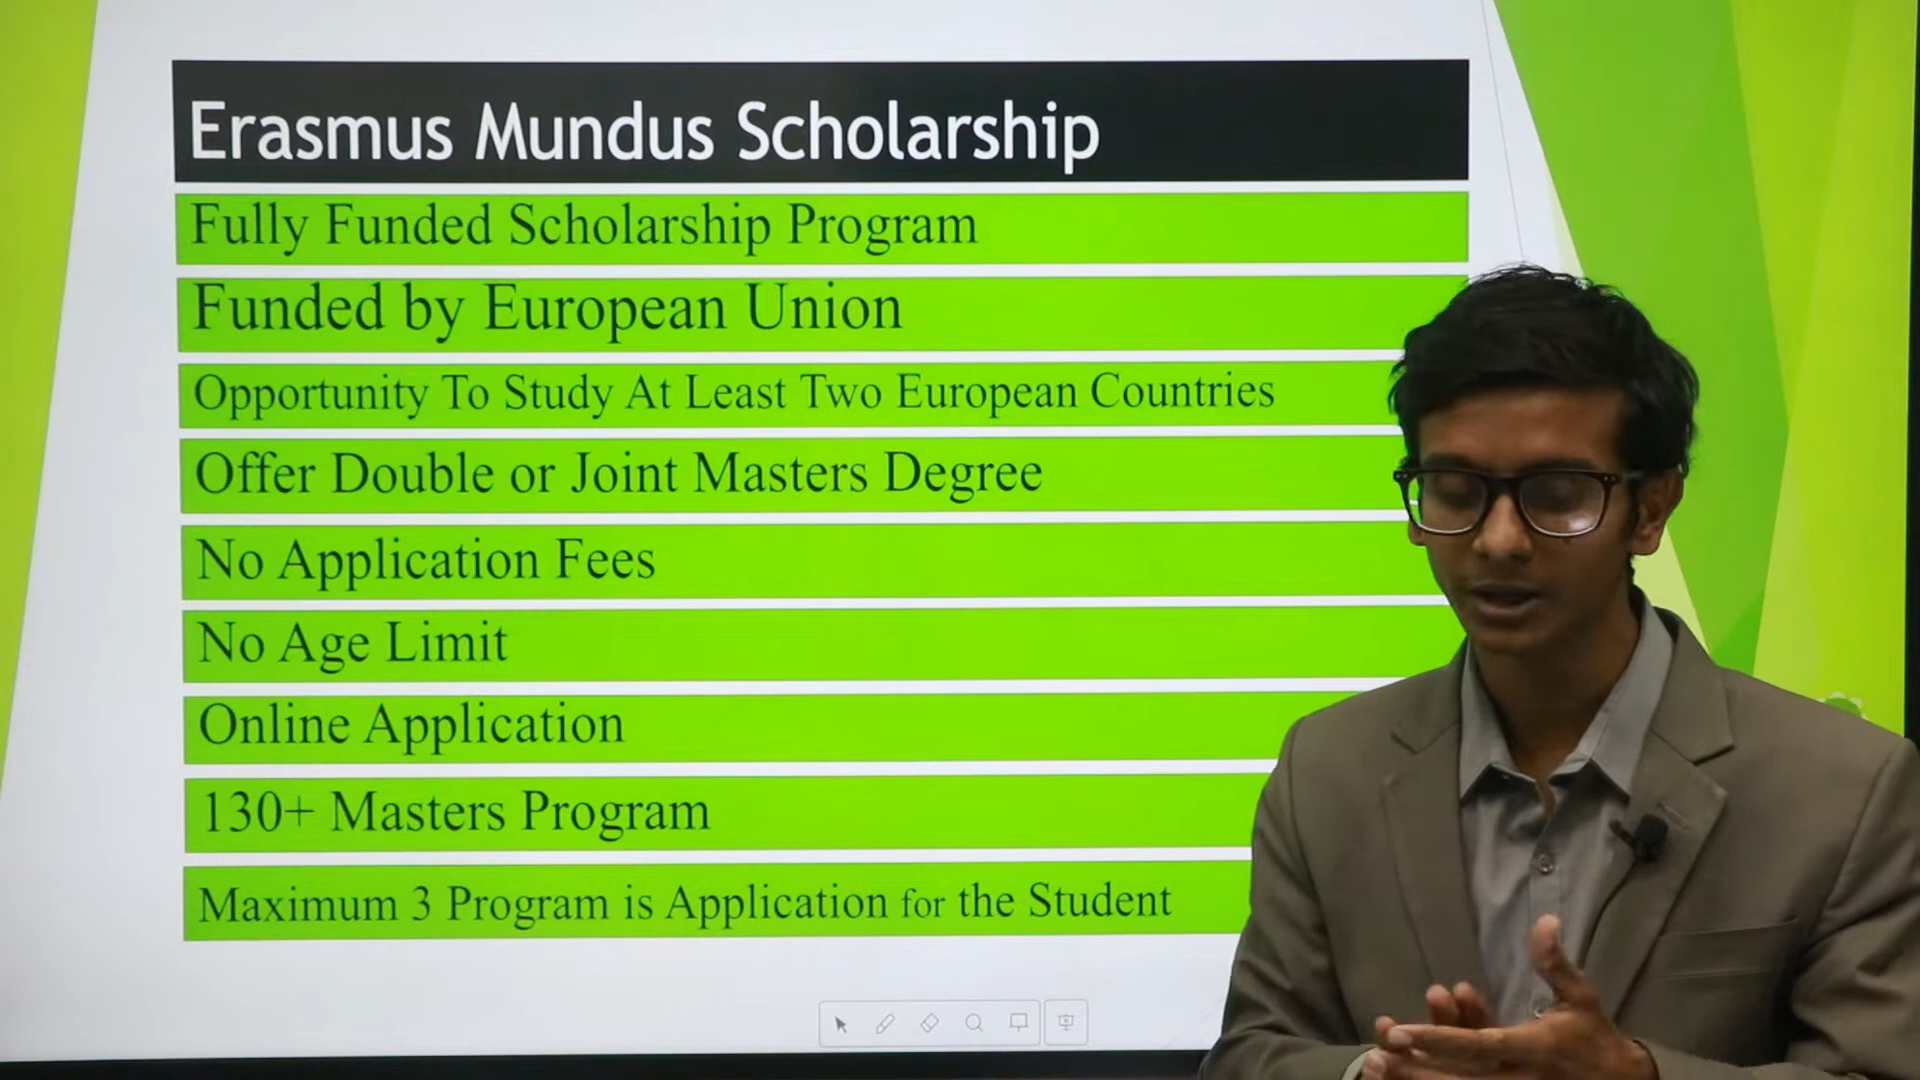 Erasmus Mundus Scholarship
Fully Funded Scholarship Program
Funded by European Union
Opportunity To Study At Least Two European Countries
Offer Double or Joint Masters Degree
No Application Fees
No Age Limit
Online Application
130+ Masters Program
Maximum 3 Program is Application for the Student